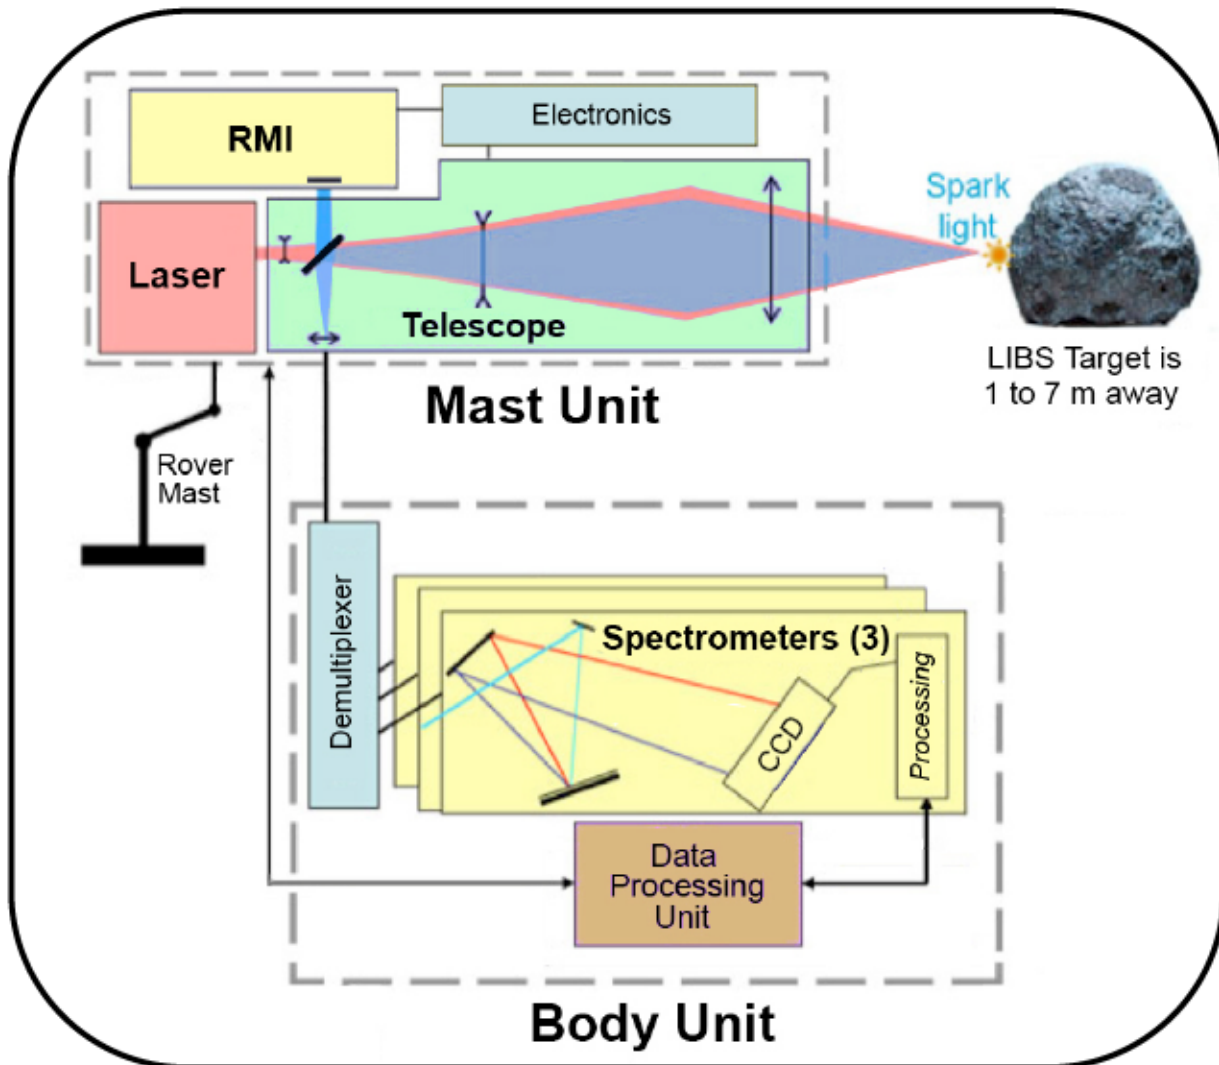 RMI
Electronics
Laser
Telescope
Spark
light
LIBS Target is
1 to 7 m away
Mast Unit
Rover
Mast
Demultiplexer
Spectrometers (3)
CCD
Processing
Data
Processing
Unit
Body Unit